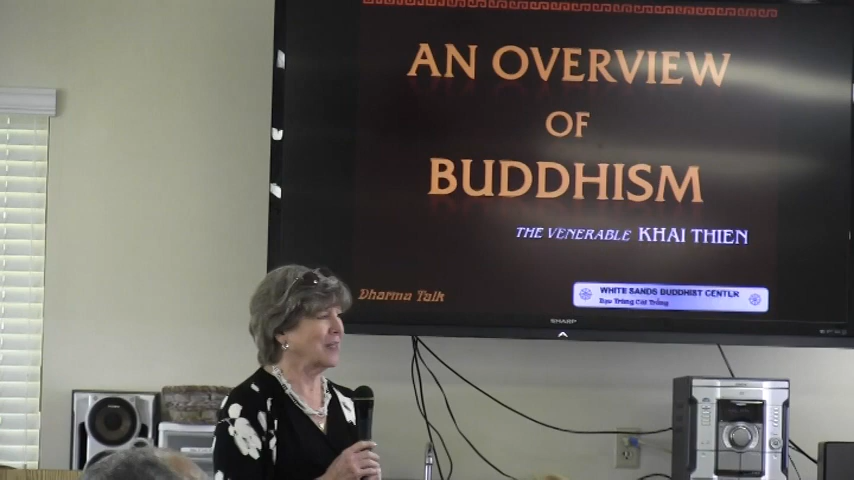 AN OVERVIEW
OF
BUDDHISM
THE VENERABLE KHAI THIEN
Dharma Talk
WHITE SANDS BUDDHIST CENTER
Đạo Tràng Cát Trắng
SHARP